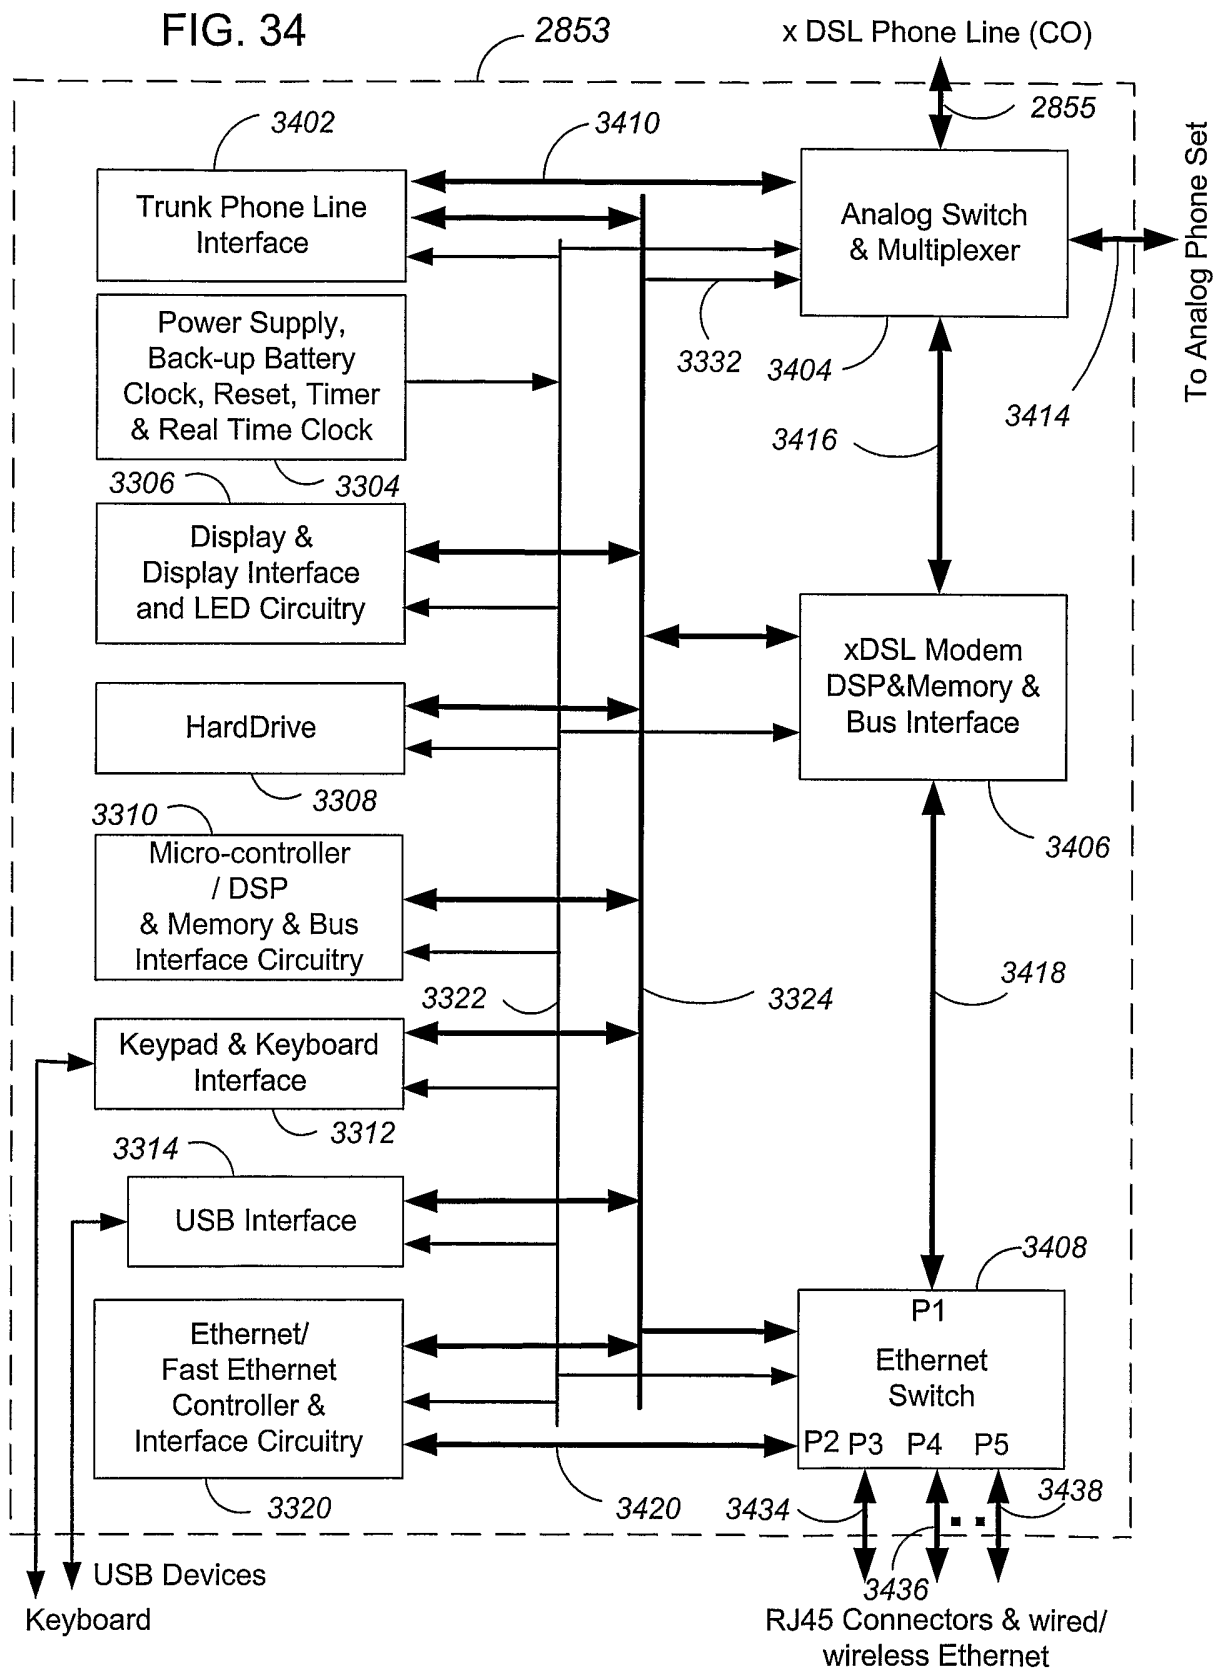 FIG. 34
2853
x DSL Phone Line (CO)
2855
3402
3410
Trunk Phone Line
Interface
Analog Switch
& Multiplexer
To Analog Phone Set
3332
3404
3414
Power Supply,
Back-up Battery
Clock, Reset, Timer
& Real Time Clock
3304
3416
3306
Display &
Display Interface
and LED Circuitry
xDSL Modem
DSP&Memory &
Bus Interface
3406
HardDrive
3308
3310
Micro-controller
/ DSP
& Memory & Bus
Interface Circuitry
3322
3324
3418
Keypad & Keyboard
Interface
3312
3314
USB Interface
3408
P1
Ethernet
Switch
P2 P3 P4 P5
Ethernet/
Fast Ethernet
Controller &
Interface Circuitry
3320
3420
3434
3436
3438
USB Devices
Keyboard
RJ45 Connectors & wired/
wireless Ethernet